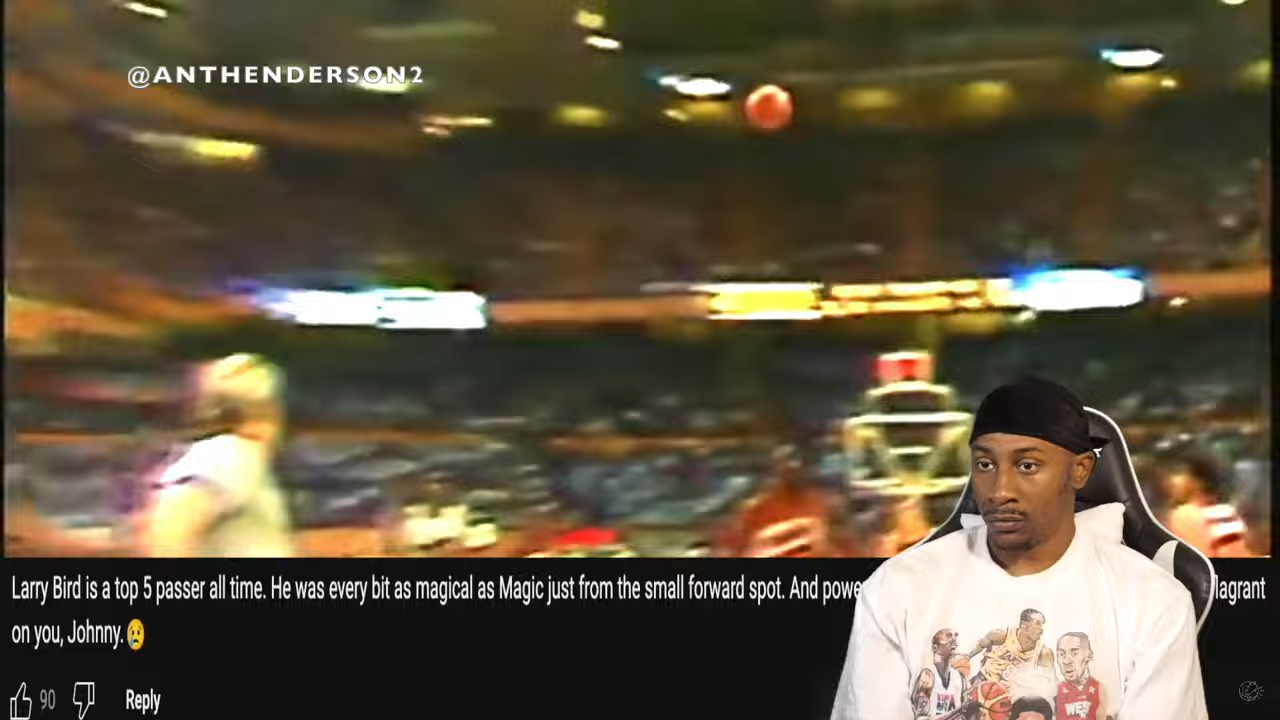 @ANTHENDERSON2
Larry Bird is a top 5 passer all time. He was every bit as magical as Magic just from the small forward spot. And powe lagrant
on you, Johnny.😢
90 Reply
WEST